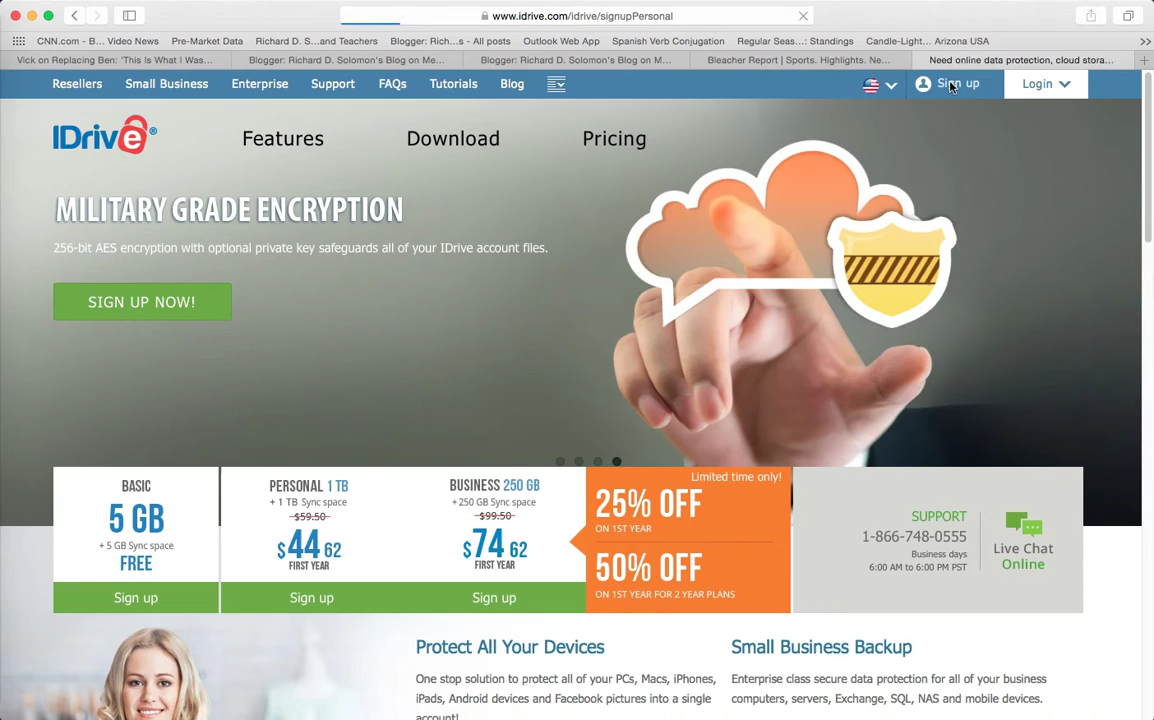 www.idrive.com/idrive/signupPersonal
CNN.com - B... Video News Pre-Market Data Richard D. S...and Teachers Blogger: Rich...s - All posts Outlook Web App Spanish Verb Conjugation Regular Seas...: Standings Candle-Light... Arizona USA
Vick on Replacing Ben: 'This Is What I Was... Blogger: Richard D. Solomon's Blog on Me... Blogger: Richard D. Solomon's Blog on M... Bleacher Report | Sports. Highlights. Ne... Need online data protection, cloud stora...
Resellers Small Business Enterprise Support FAQs Tutorials Blog Sign up Login
IDrive® Features Download Pricing
MILITARY GRADE ENCRYPTION
256-bit AES encryption with optional private key safeguards all of your IDrive account files.
SIGN UP NOW!
BASIC
5 GB
+ 5 GB Sync space
FREE
Sign up
PERSONAL 1 TB
+ 1 TB Sync space
$59.50
$44 62
FIRST YEAR
Sign up
BUSINESS 250 GB
+ 250 GB Sync space
$99.50
$74 62
FIRST YEAR
Sign up
Limited time only!
25% OFF
ON 1ST YEAR
50% OFF
ON 1ST YEAR FOR 2 YEAR PLANS
SUPPORT
1-866-748-0555
Business days
6:00 AM to 6:00 PM PST
Live Chat
Online
Protect All Your Devices
One stop solution to protect all of your PCs, Macs, iPhones,
iPads, Android devices and Facebook pictures into a single
account!
Small Business Backup
Enterprise class secure data protection for all of your business
computers, servers, Exchange, SQL, NAS and mobile devices.